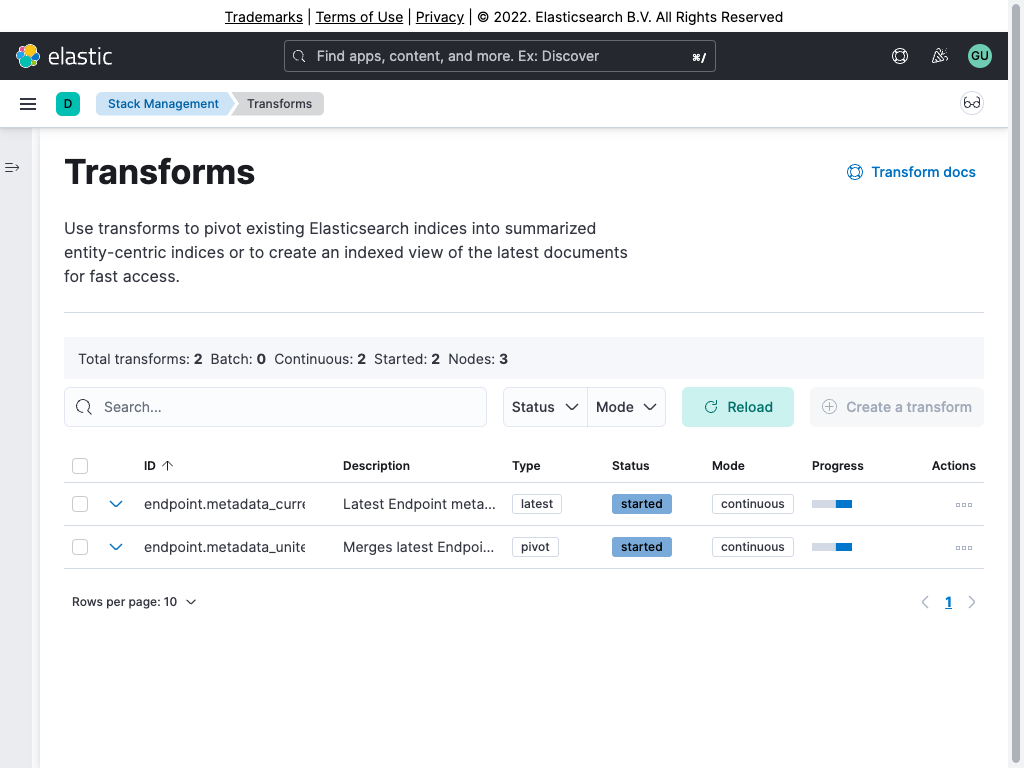 Trademarks | Terms of Use | Privacy | © 2022. Elasticsearch B.V. All Rights Reserved
elastic
Find apps, content, and more. Ex: Discover
⌘/
GU
D
Stack Management
Transforms
Transforms
Transform docs
Use transforms to pivot existing Elasticsearch indices into summarized
entity-centric indices or to create an indexed view of the latest documents
for fast access.
Total transforms: 2 Batch: 0 Continuous: 2 Started: 2 Nodes: 3
Search...
Status
Mode
Reload
Create a transform
ID Description Type Status Mode Progress Actions
endpoint.metadata_curre Latest Endpoint meta... latest started continuous
endpoint.metadata_unite Merges latest Endpoi... pivot started continuous
Rows per page: 10
1